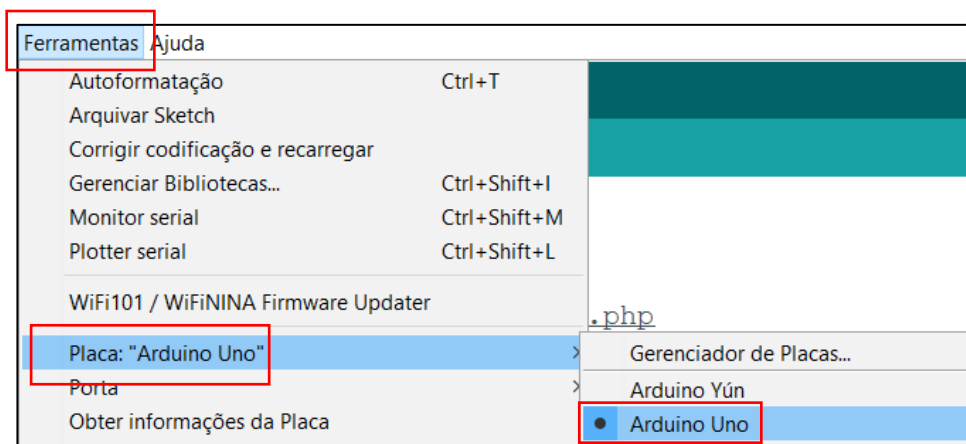 Ferramentas Ajuda
Autoformatação Ctrl+T
Arquivar Sketch
Corrigir codificação e recarregar
Gerenciar Bibliotecas... Ctrl+Shift+I
Monitor serial Ctrl+Shift+M
Plotter serial Ctrl+Shift+L
WiFi101 / WiFiNINA Firmware Updater
.php
Placa: "Arduino Uno" Gerenciador de Placas...
Porta Arduino Yún
Obter informações da Placa Arduino Uno